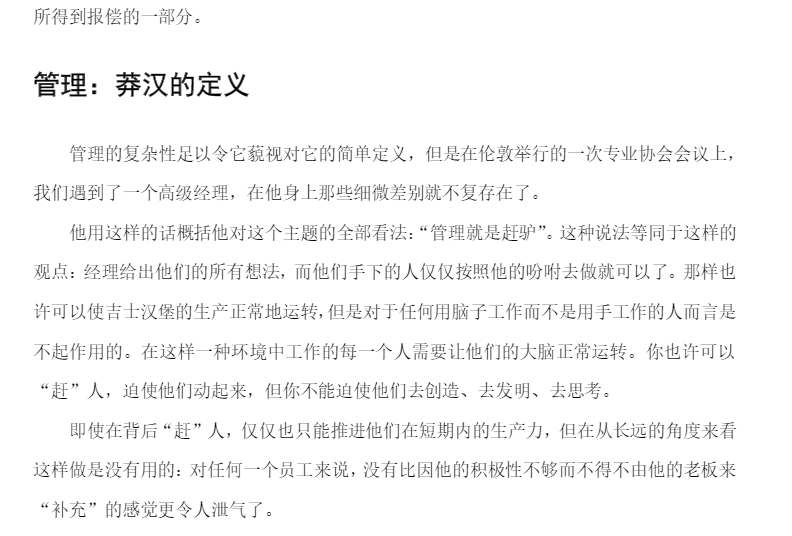 所得到报偿的一部分。
管理：莽汉的定义
管理的复杂性足以令它藐视对它的简单定义，但是在伦敦举行的一次专业协会会议上，
我们遇到了一个高级经理，在他身上那些细微差别就不复存在了。
他用这样的话概括他对这个主题的全部看法：“管理就是赶驴”。这种说法等同于这样的
观点：经理给出他们的所有想法，而他们手下的人仅仅按照他的吩咐去做就可以了。那样也
许可以使吉士汉堡的生产正常地运转，但是对于任何用脑子工作而不是用手工作的人而言是
不起作用的。在这样一种环境中工作的每一个人需要让他们的大脑正常运转。你也许可以
“赶”人，迫使他们动起来，但你不能迫使他们去创造、去发明、去思考。
即使在背后“赶”人，仅仅也只能推进他们在短期内的生产力，但在从长远的角度来看
这样做是没有用的：对任何一个员工来说，没有比因他的积极性不够而不得不由他的老板来
“补充”的感觉更令人泄气了。